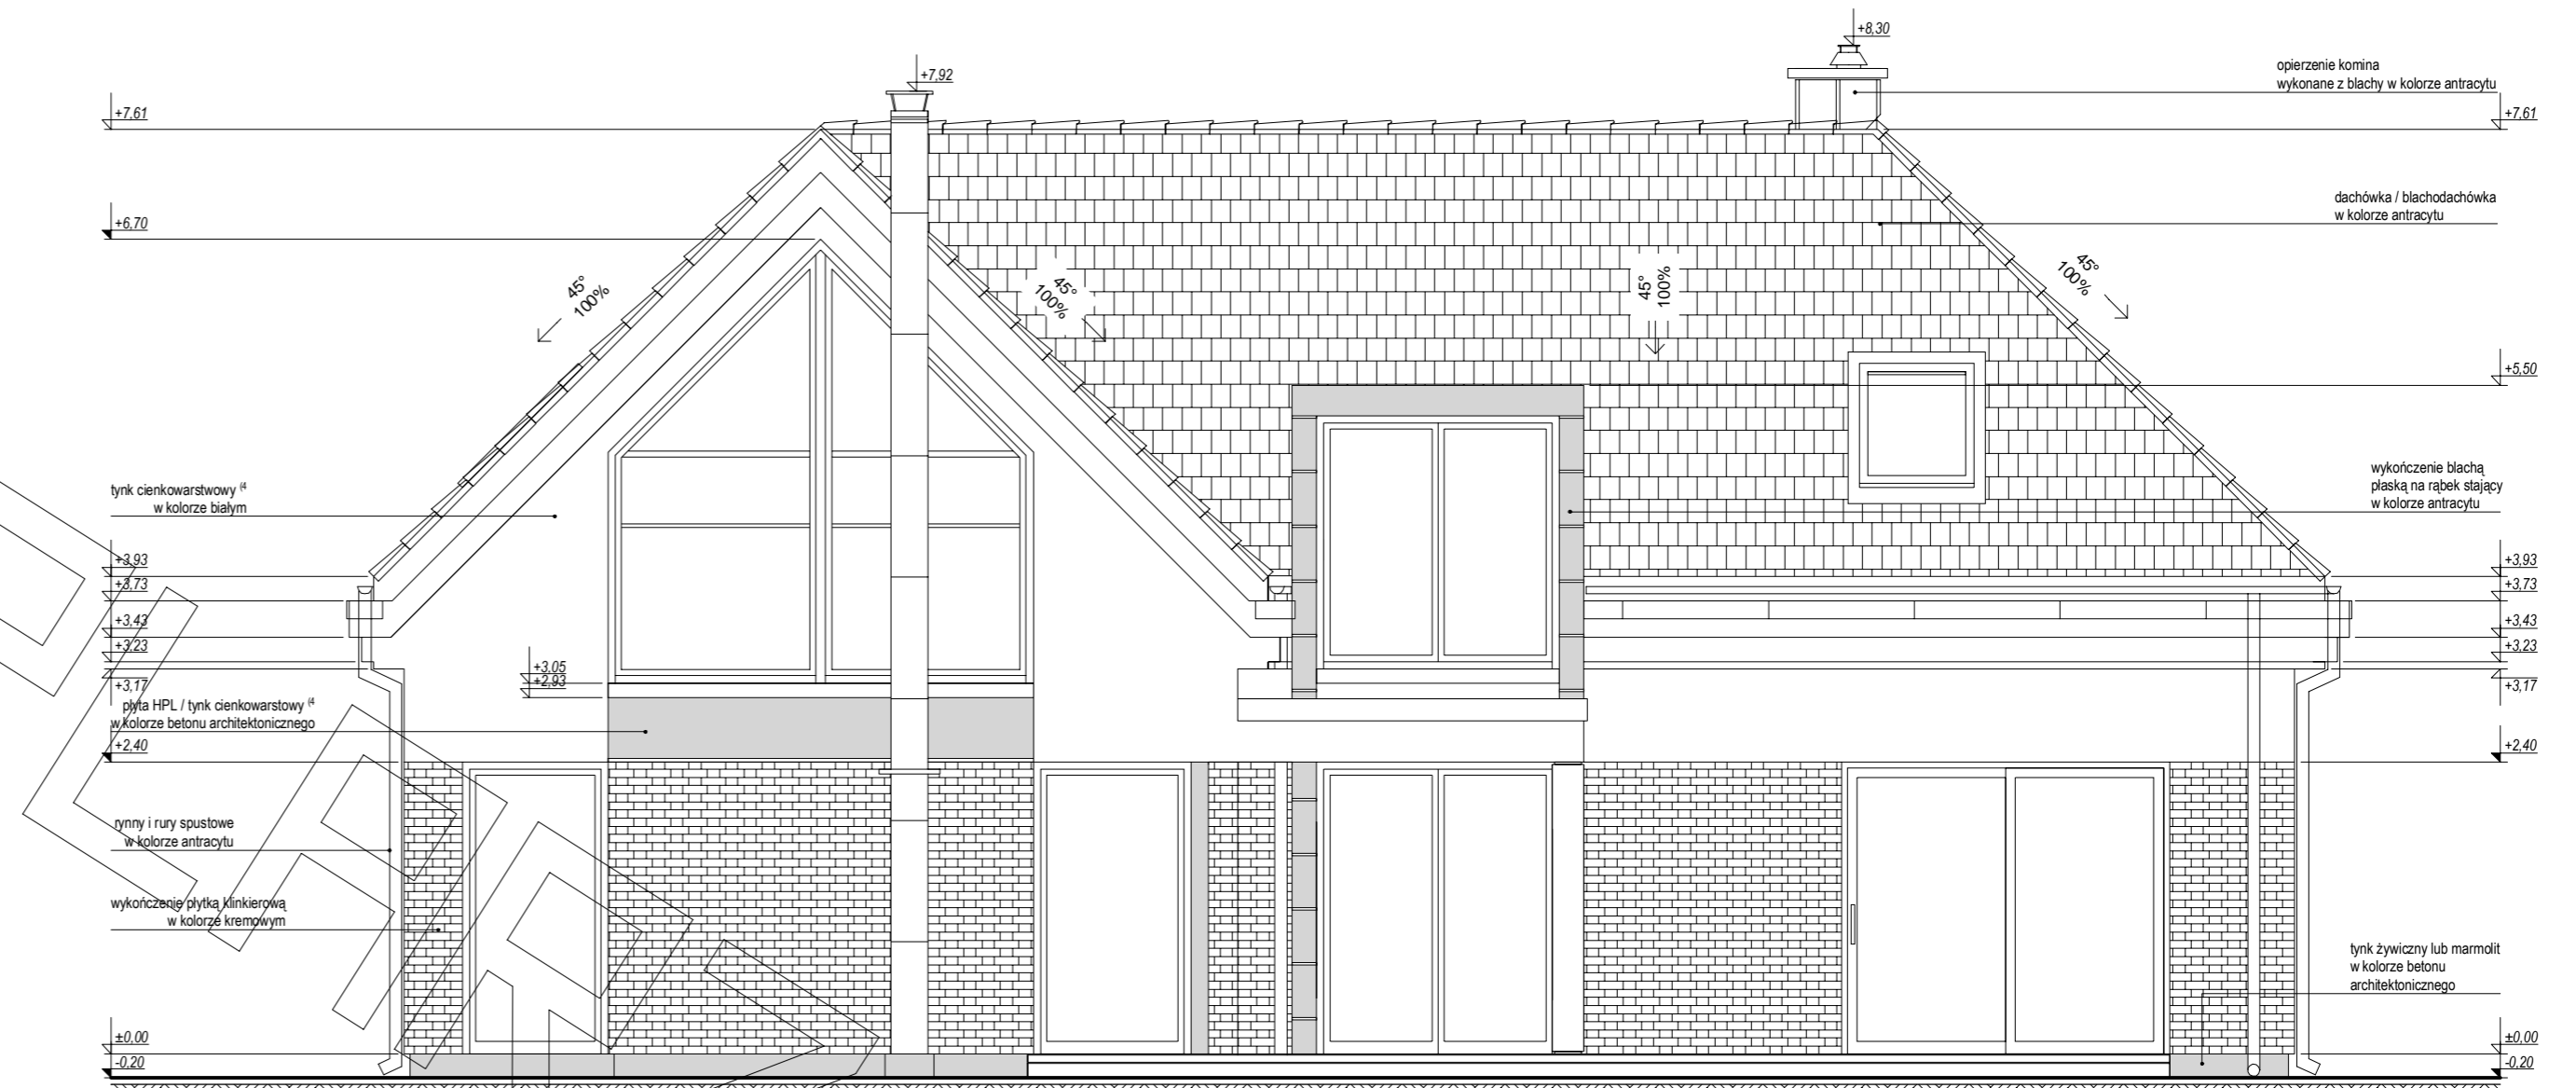 +8,30
+7,92
opierzenie komina
wykonane z blachy w kolorze antracytu
+7,61
+7,61
dachówka / blachodachówka
w kolorze antracytu
+6,70
45°
100%
45°
100%
45°
100%
45°
100%
+5,50
wykończenie blachą
płaską na rąbek stający
w kolorze antracytu
tynk cienkowarstwowy (4
w kolorze białym
+3,93
+3,73
+3,43
+3,23
+3,17
+3,93
+3,73
+3,43
+3,23
+3,17
+3,05
+2,93
płyta HPL / tynk cienkowarstowy (4
w kolorze betonu architektonicznego
+2,40
+2,40
rynny i rury spustowe
w kolorze antracytu
wykończenie płytką klinkierową
w kolorze kremowym
tynk żywiczny lub marmolit
w kolorze betonu
architektonicznego
±0,00
-0,20
±0,00
-0,20